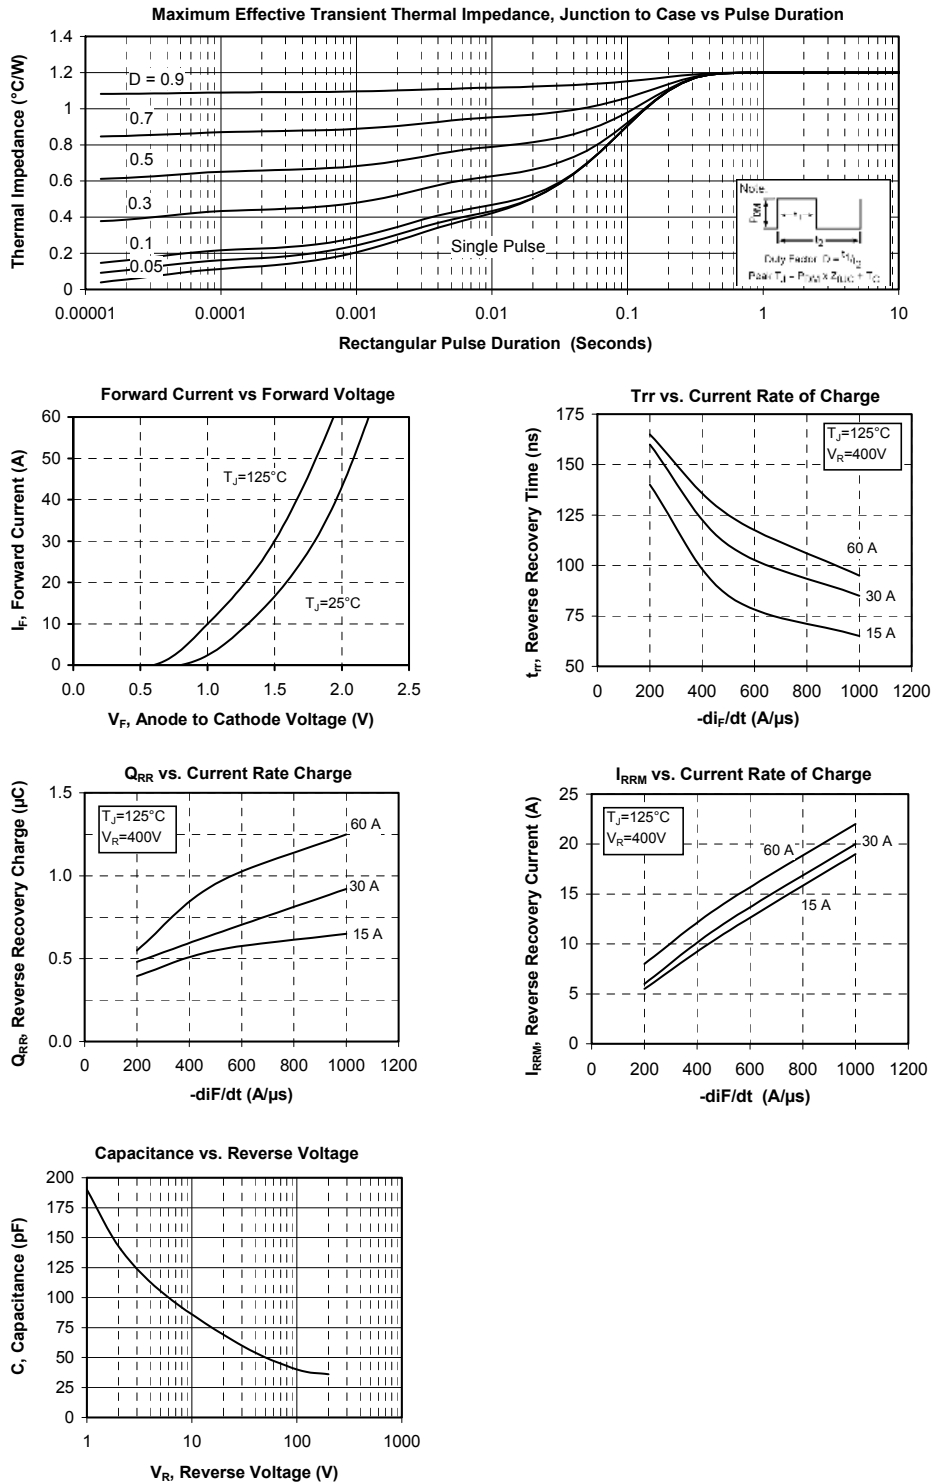 Maximum Effective Transient Thermal Impedance, Junction to Case vs Pulse Duration
Thermal Impedance (°C/W)
1.4
1.2
1
0.8
0.6
0.4
0.2
0
D = 0.9
0.7
0.5
0.3
0.1
0.05
Single Pulse
Note:
PDM
t1
t2
Duty Factor D = t1/t2
Peak TJ = PDM x ZθJC + TC
0.00001
0.0001
0.001
0.01
0.1
1
10
Rectangular Pulse Duration (Seconds)
Forward Current vs Forward Voltage
IF, Forward Current (A)
60
50
40
30
20
10
0
TJ=125°C
TJ=25°C
0.0
0.5
1.0
1.5
2.0
2.5
VF, Anode to Cathode Voltage (V)
Trr vs. Current Rate of Charge
trr, Reverse Recovery Time (ns)
175
150
125
100
75
50
TJ=125°C
VR=400V
60 A
30 A
15 A
0
200
400
600
800
1000
1200
-diF/dt (A/µs)
QRR vs. Current Rate Charge
QRR, Reverse Recovery Charge (µC)
1.5
1.0
0.5
0.0
TJ=125°C
VR=400V
60 A
30 A
15 A
0
200
400
600
800
1000
1200
-diF/dt (A/µs)
IRRM vs. Current Rate of Charge
IRRM, Reverse Recovery Current (A)
25
20
15
10
5
0
TJ=125°C
VR=400V
60 A
30 A
15 A
0
200
400
600
800
1000
1200
-diF/dt (A/µs)
Capacitance vs. Reverse Voltage
C, Capacitance (pF)
200
175
150
125
100
75
50
25
0
1
10
100
1000
VR, Reverse Voltage (V)